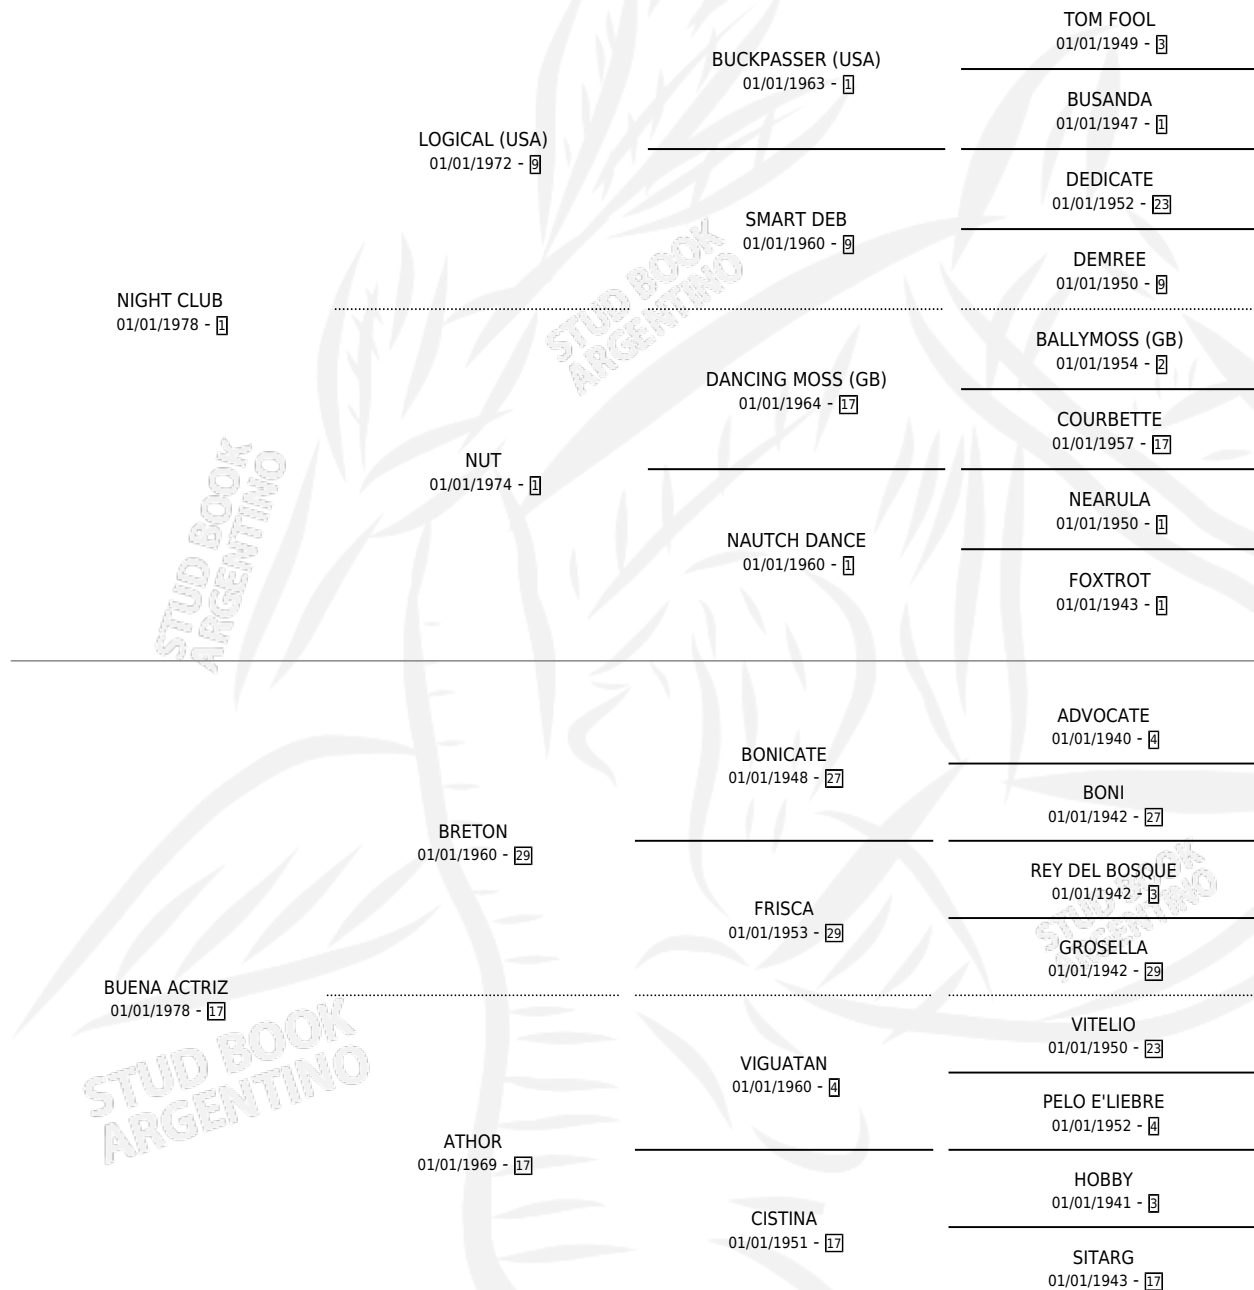 TOM FOOL
01/01/1949 - 3
BUCKPASSER (USA)
01/01/1963 - 1
BUSANDA
01/01/1947 - 1
LOGICAL (USA)
01/01/1972 - 9
DEDICATE
01/01/1952 - 23
SMART DEB
01/01/1960 - 9
DEMREE
01/01/1950 - 9
NIGHT CLUB
01/01/1978 - 1
BALLYMOSS (GB)
01/01/1954 - 2
DANCING MOSS (GB)
01/01/1964 - 17
COURBETTE
01/01/1957 - 17
NUT
01/01/1974 - 1
NEARULA
01/01/1950 - 1
NAUTCH DANCE
01/01/1960 - 1
FOXTROT
01/01/1943 - 1
ADVOCATE
01/01/1940 - 4
BONICATE
01/01/1948 - 27
BONI
01/01/1942 - 27
BRETON
01/01/1960 - 29
REY DEL BOSQUE
01/01/1942 - 3
FRISCA
01/01/1953 - 29
GROSELLA
01/01/1942 - 29
BUENA ACTRIZ
01/01/1978 - 17
VITELIO
01/01/1950 - 23
VIGUATAN
01/01/1960 - 4
PELO E'LIEBRE
01/01/1952 - 4
ATHOR
01/01/1969 - 17
HOBBY
01/01/1941 - 3
CISTINA
01/01/1951 - 17
SITARG
01/01/1943 - 17
STUD BOOK
ARGENTINO
STUD BOOK
ARGENTINO
STUD BOOK
ARGENTINO
STUD BOOK
ARGENTINO